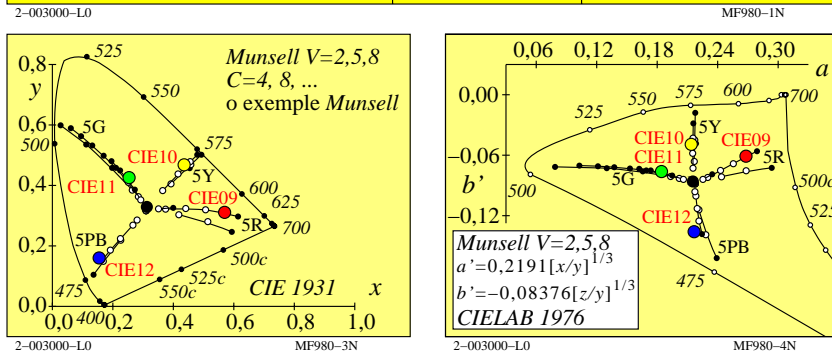 2-003000-L0 MF980-1N
Munsell V=2,5,8
C=4, 8, ...
o exemple Munsell
0,8
y
0,6
0,4
0,2
0,0
525
550
5G
500
CIE10
575
5Y
CIE11
CIE09
600
625
700
5R
5PB
CIE12
500c
525c
550c
475
400
CIE 1931
x
0,0 0,2 0,4 0,6 0,8 1,0
2-003000-L0 MF980-3N
0,06 0,12 0,18 0,24 0,30
a
0,00
-0,06
b'
-0,12
525
550
575
600
700
CIE10
5Y
CIE11
CIE09
5R
5G
500
500c
525c
CIE12
5PB
475
Munsell V=2,5,8
a'=0,2191[x/y]1/3
b'=-0,08376[z/y]1/3
CIELAB 1976
2-003000-L0 MF980-4N